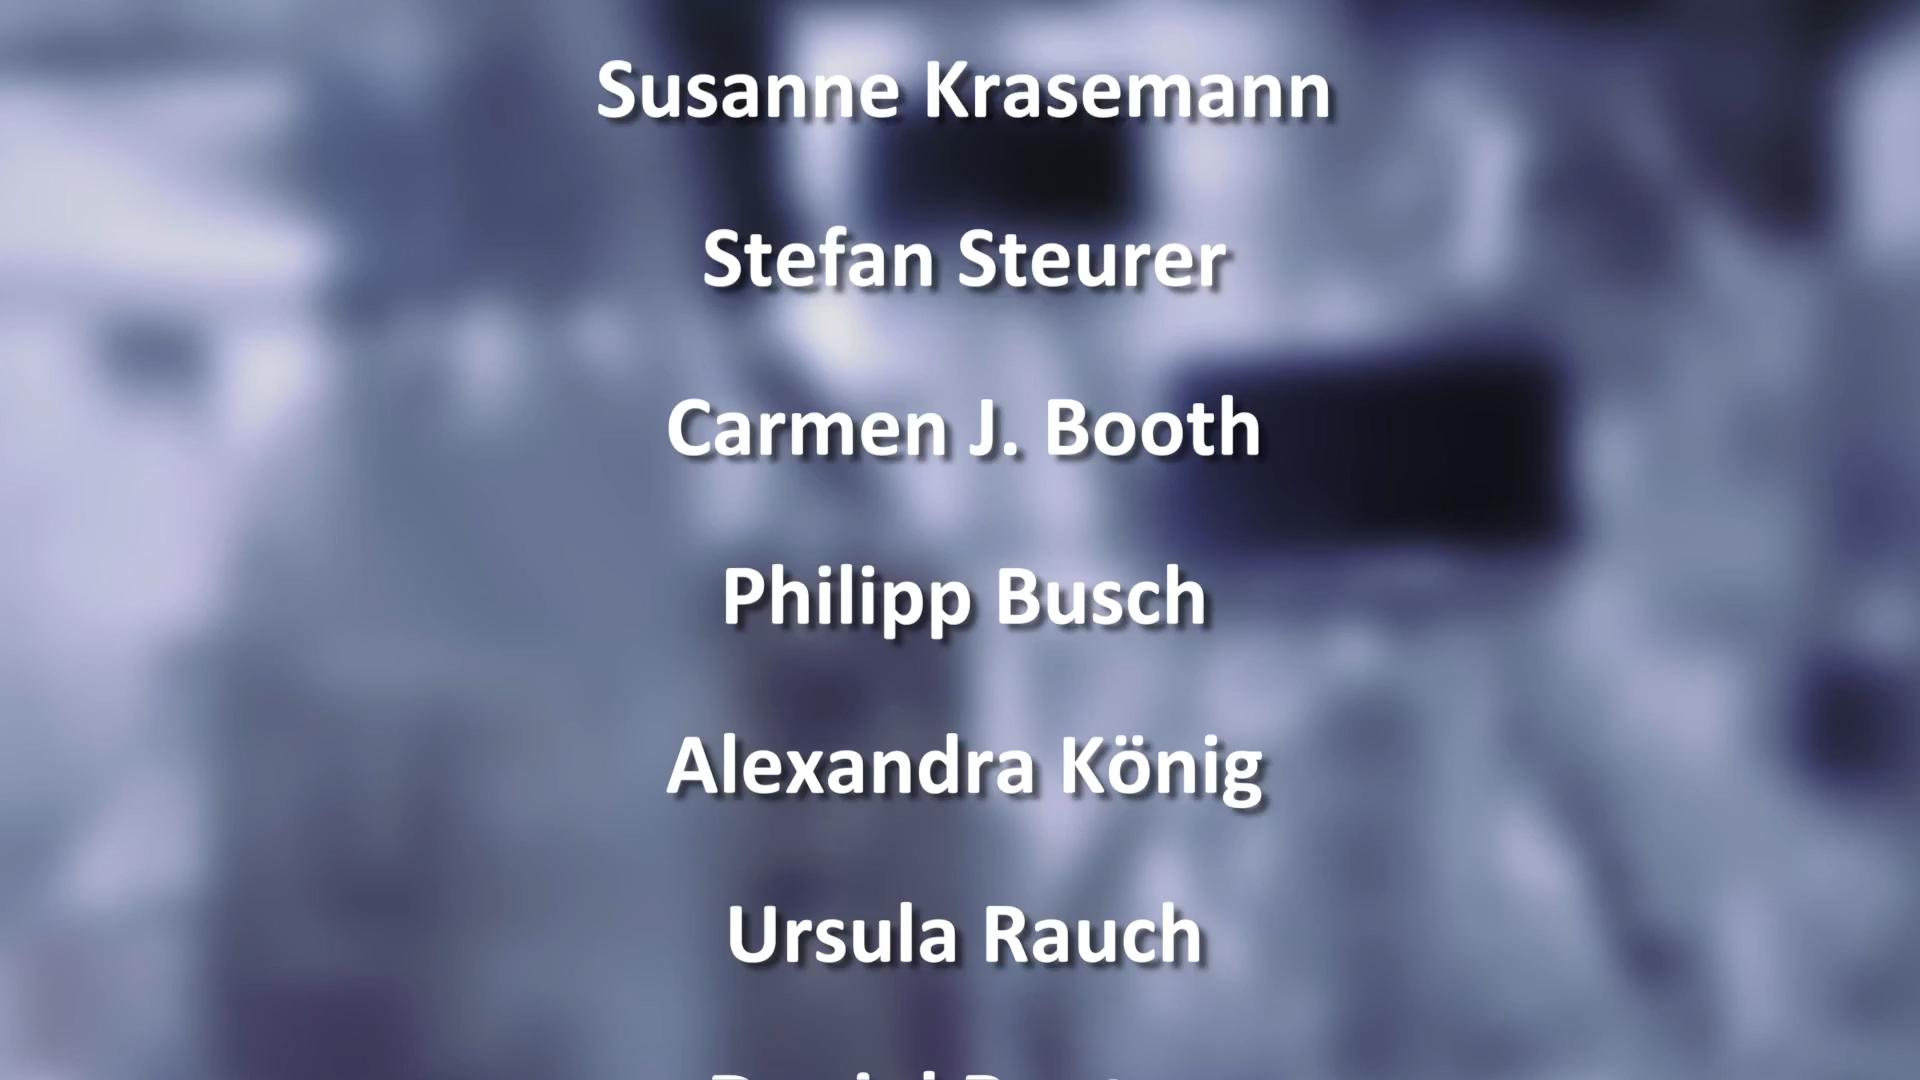 Susanne Krasemann
Stefan Steurer
Carmen J. Booth
Philipp Busch
Alexandra König
Ursula Rauch